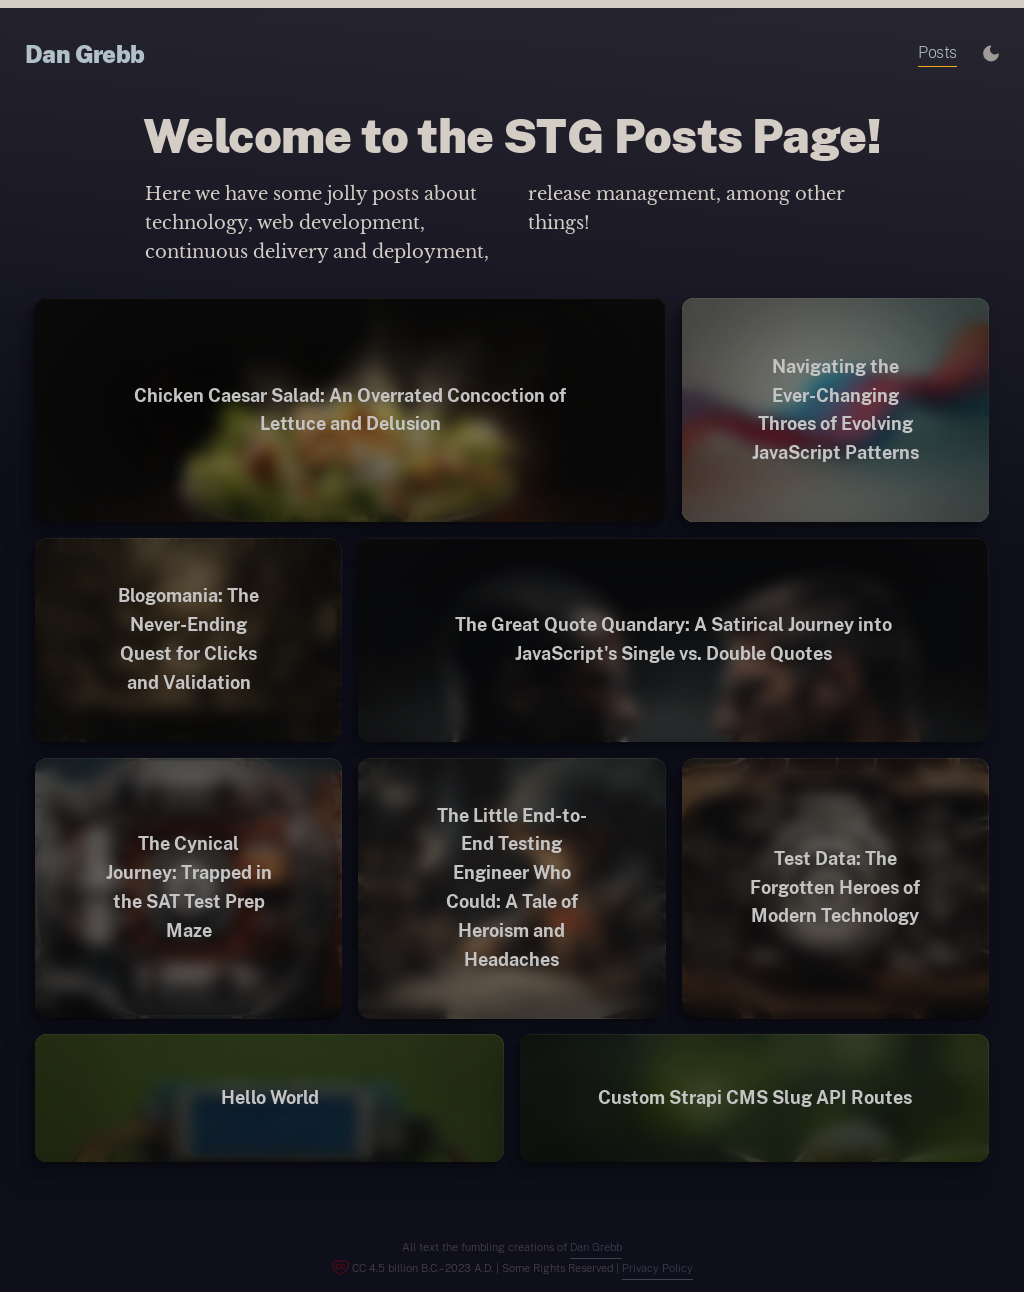 Dan Grebb
Posts
Welcome to the STG Posts Page!
Here we have some jolly posts about
technology, web development,
continuous delivery and deployment,
release management, among other
things!
Chicken Caesar Salad: An Overrated Concoction of
Lettuce and Delusion
Navigating the
Ever-Changing
Throes of Evolving
JavaScript Patterns
Blogomania: The
Never-Ending
Quest for Clicks
and Validation
The Great Quote Quandary: A Satirical Journey into
JavaScript's Single vs. Double Quotes
The Cynical
Journey: Trapped in
the SAT Test Prep
Maze
The Little End-to-
End Testing
Engineer Who
Could: A Tale of
Heroism and
Headaches
Test Data: The
Forgotten Heroes of
Modern Technology
Hello World
Custom Strapi CMS Slug API Routes
All text the fumbling creations of Dan Grebb
CC 4.5 billion B.C.–2023 A.D. | Some Rights Reserved | Privacy Policy